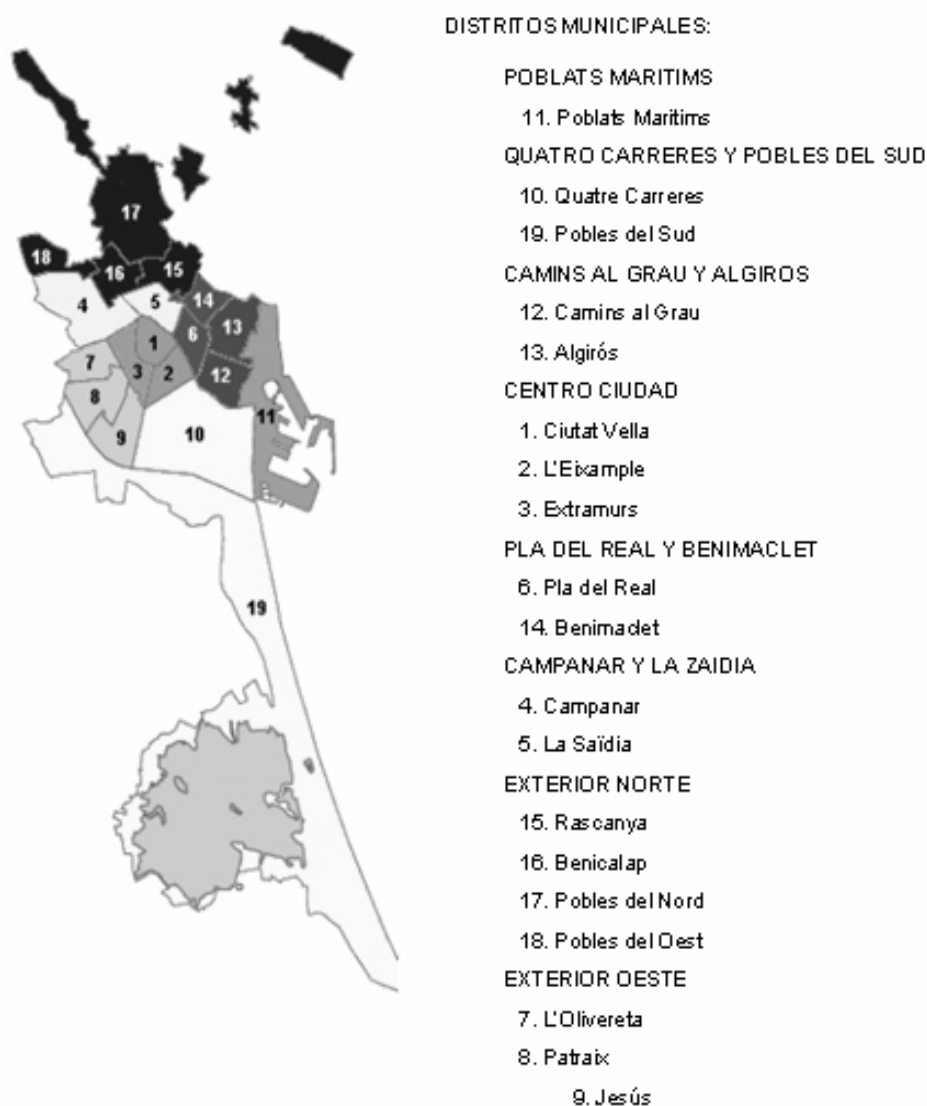 DISTRITOS MUNICIPALES:
POBLATS MARITIMS
11. Poblats Maritims
QUATRO CARRERES Y POBLES DEL SUD
10. Quatre Carreres
19. Pobles del Sud
CAMINS AL GRAU Y ALGIROS
12. Camins al Grau
13. Algirós
CENTRO CIUDAD
1. Ciutat Vella
2. L'Eixample
3. Extramurs
PLA DEL REAL Y BENIMACLET
6. Pla del Real
14. Benimaclet
CAMPANAR Y LA ZAIDIA
4. Campanar
5. La Saïdia
EXTERIOR NORTE
15. Rascanya
16. Benicalap
17. Pobles del Nord
18. Pobles del Oest
EXTERIOR OESTE
7. L'Olivereta
8. Patraix
9. Jesús
17
18
16
15
4
5
14
6
13
1
7
3
2
12
8
11
9
10
19